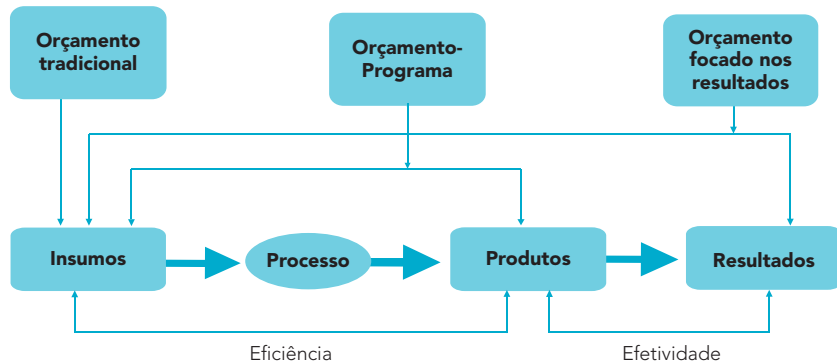 Orçamento
tradicional
Orçamento-
Programa
Orçamento
focado nos
resultados
Insumos
Processo
Produtos
Resultados
Eficiência
Efetividade